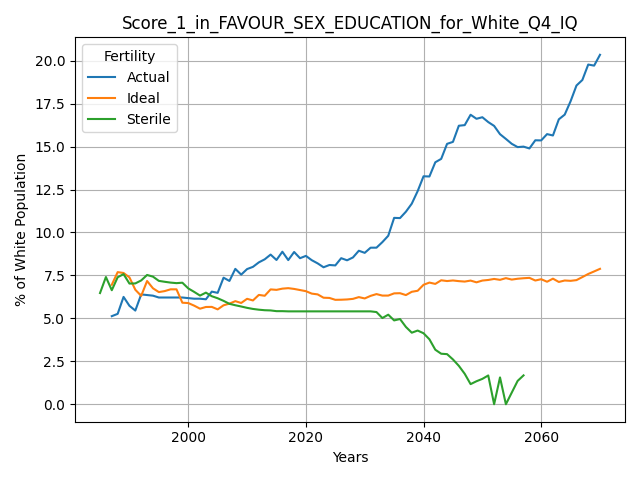 Score_1_in_FAVOUR_SEX_EDUCATION_for_White_Q4_IQ
Fertility
Actual
Ideal
Sterile
% of White Population
20.0
17.5
15.0
12.5
10.0
7.5
5.0
2.5
0.0
2000
2020
2040
2060
Years